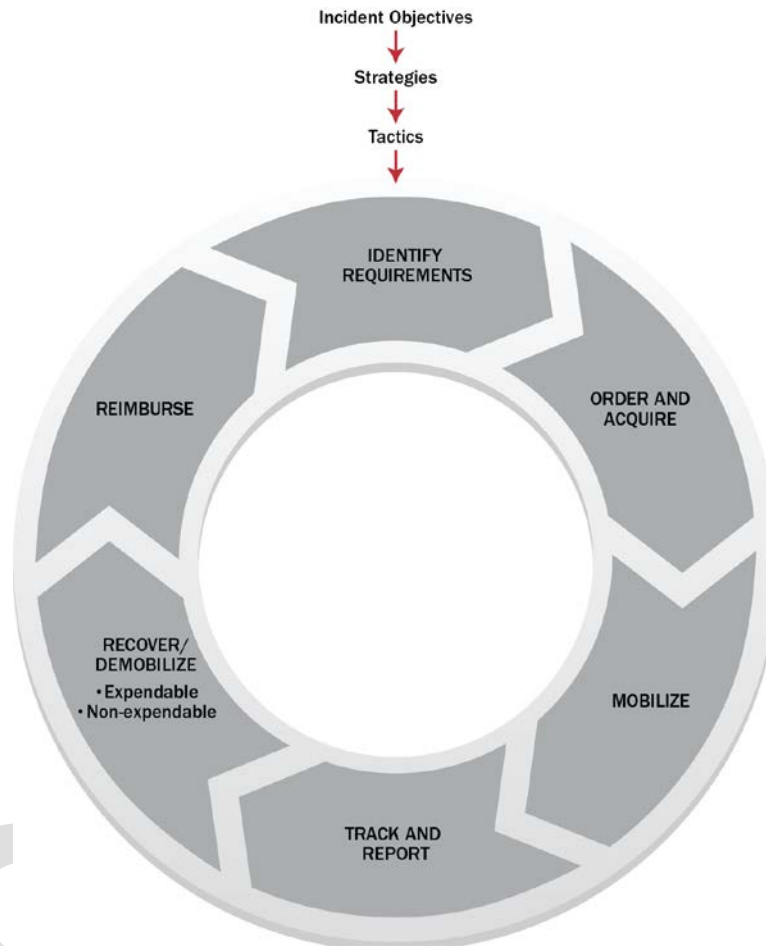 Incident Objectives
Strategies
Tactics
IDENTIFY
REQUIREMENTS
ORDER AND
ACQUIRE
MOBILIZE
TRACK AND
REPORT
RECOVER/
DEMOBILIZE
• Expendable
• Non-expendable
REIMBURSE